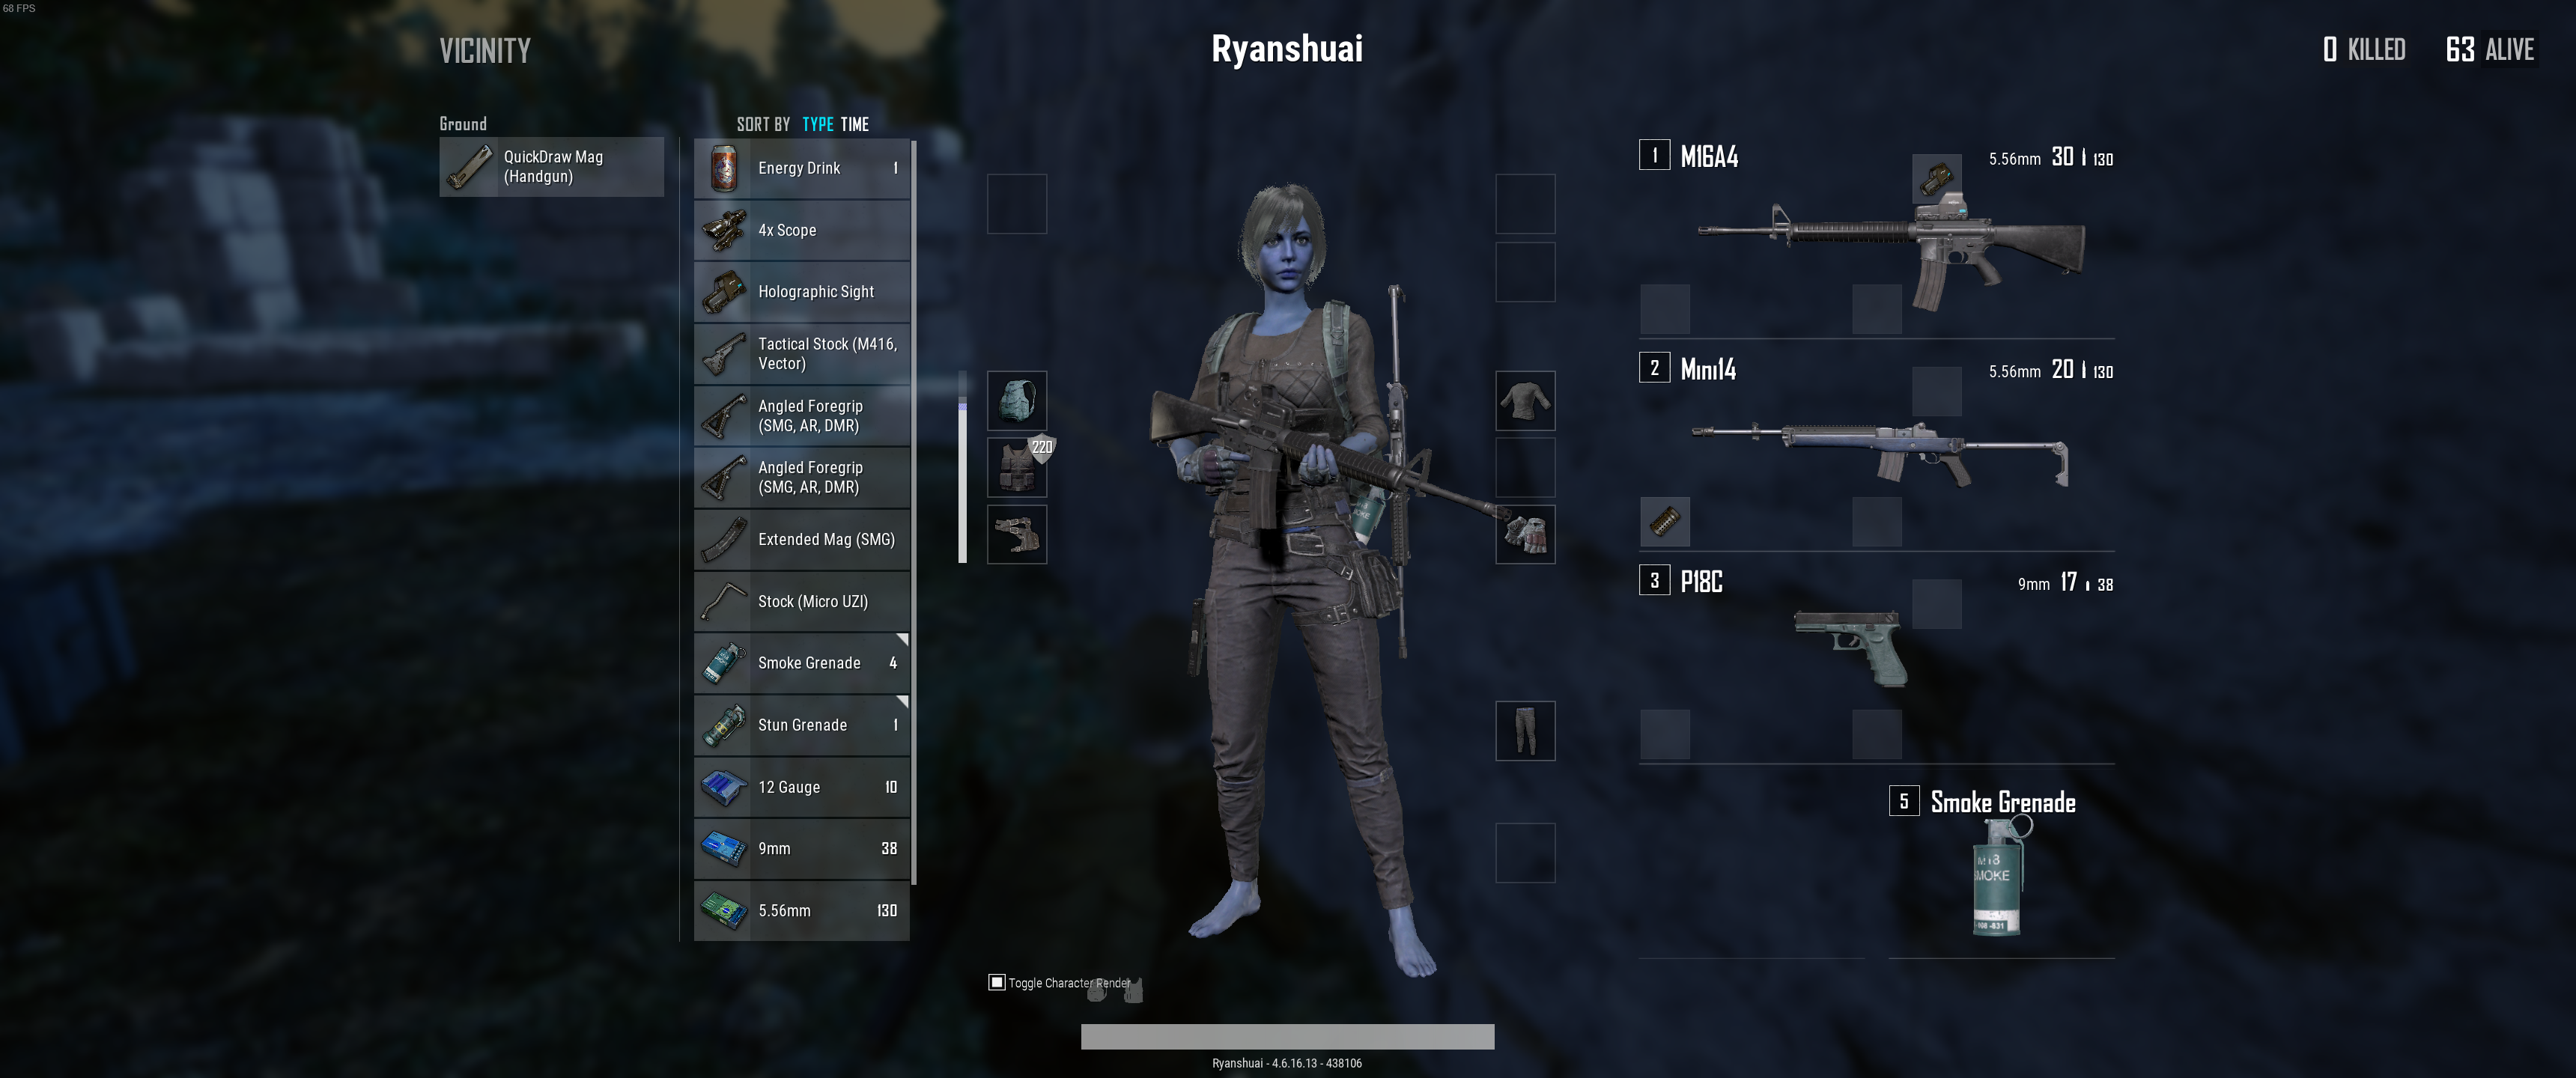 68 FPS
VICINITY
Ryanshuai
0 KILLED 63 ALIVE
Ground
QuickDraw Mag
(Handgun)
SORT BY TYPE TIME
Energy Drink 1
4x Scope
Holographic Sight
Tactical Stock (M416,
Vector)
Angled Foregrip
(SMG, AR, DMR)
Angled Foregrip
(SMG, AR, DMR)
Extended Mag (SMG)
Stock (Micro UZI)
Smoke Grenade 4
Stun Grenade 1
12 Gauge 10
9mm 38
5.56mm 130
220
1 M16A4 5.56mm 30 130
2 Mini14 5.56mm 20 130
3 P18C 9mm 17 38
5 Smoke Grenade
M18
SMOKE
Toggle Character Render
Ryanshuai - 4.6.16.13 - 438106